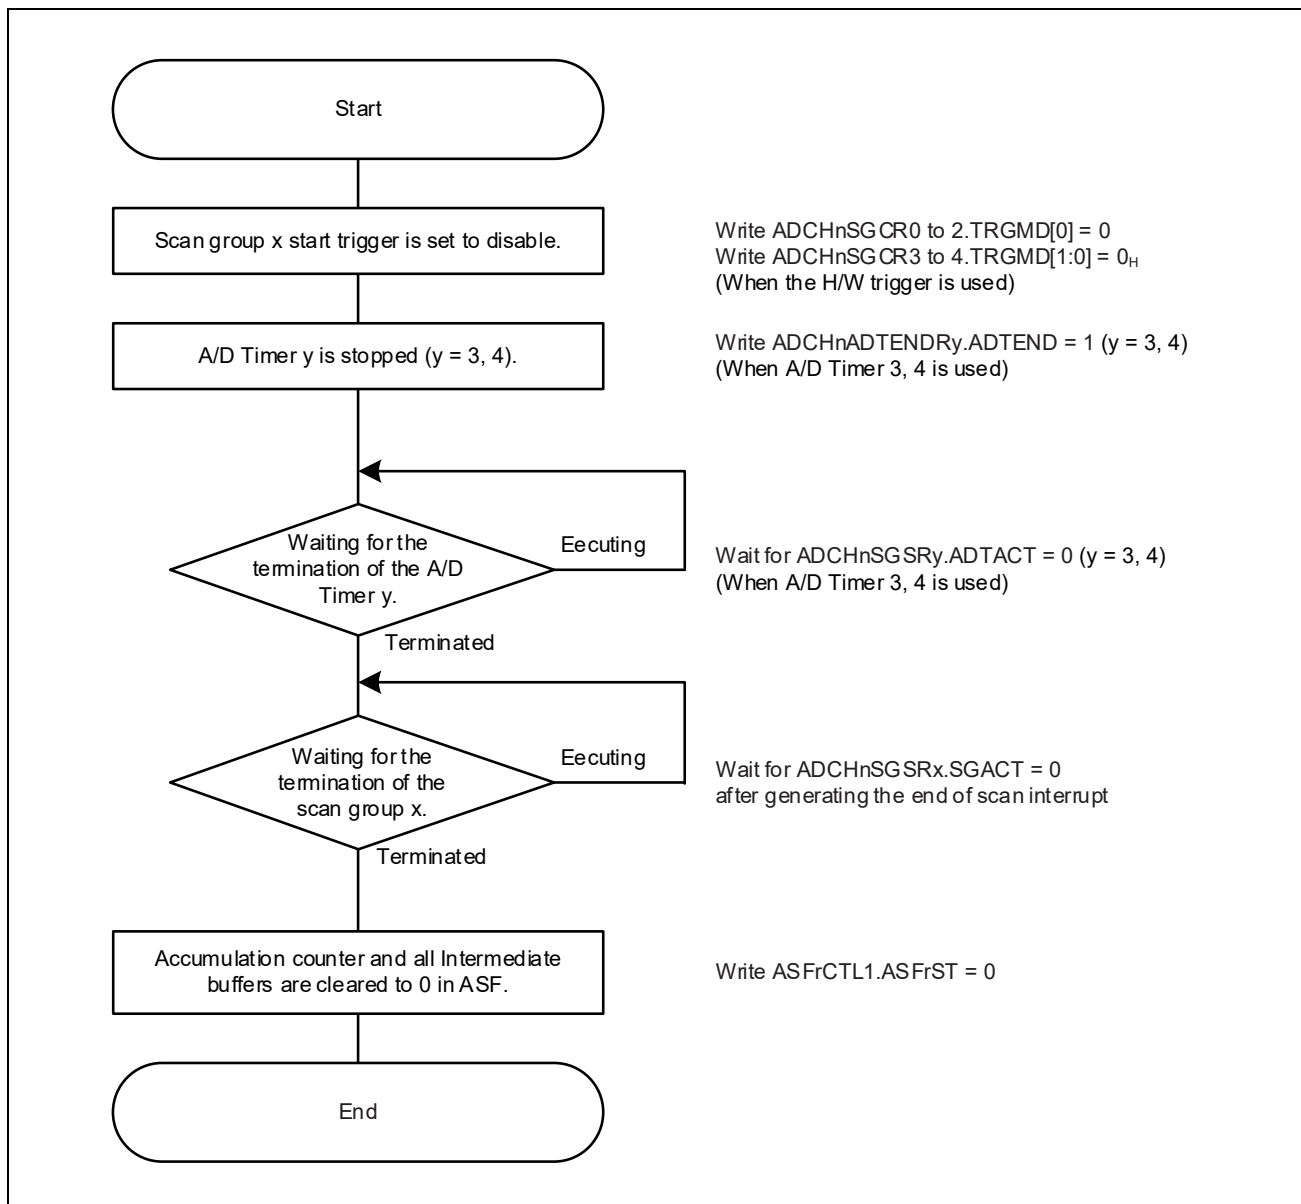 Start
Scan group x start trigger is set to disable.
Write ADCHnSGCR0 to 2.TRGMD[0] = 0
Write ADCHnSGCR3 to 4.TRGMD[1:0] = 0H
(When the H/W trigger is used)
A/D Timer y is stopped (y = 3, 4).
Write ADCHnADTENDRy.ADTEND = 1 (y = 3, 4)
(When A/D Timer 3, 4 is used)
Waiting for the
termination of the A/D
Timer y.
Eecuting
Wait for ADCHnSGSRy.ADTACT = 0 (y = 3, 4)
(When A/D Timer 3, 4 is used)
Terminated
Waiting for the
termination of the
scan group x.
Eecuting
Wait for ADCHnSGSRx.SGACT = 0
after generating the end of scan interrupt
Terminated
Accumulation counter and all Intermediate
buffers are cleared to 0 in ASF.
Write ASFrCTL1.ASFrST = 0
End